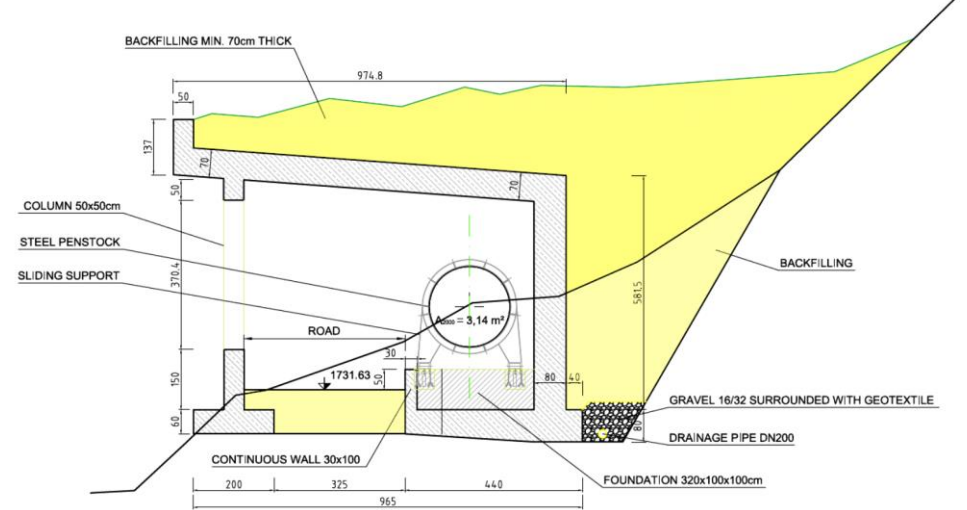 BACKFILLING MIN. 70cm THICK
974.8
50
137
70
70
50
COLUMN 50x50cm
STEEL PENSTOCK
SLIDING SUPPORT
370.4
BACKFILLING
581,5
= 3,14 m²
ROAD
30
1731.63
50
150
80
40
GRAVEL 16/32 SURROUNDED WITH GEOTEXTILE
60
80
DRAINAGE PIPE DN200
CONTINUOUS WALL 30x100
FOUNDATION 320x100x100cm
200
325
440
965